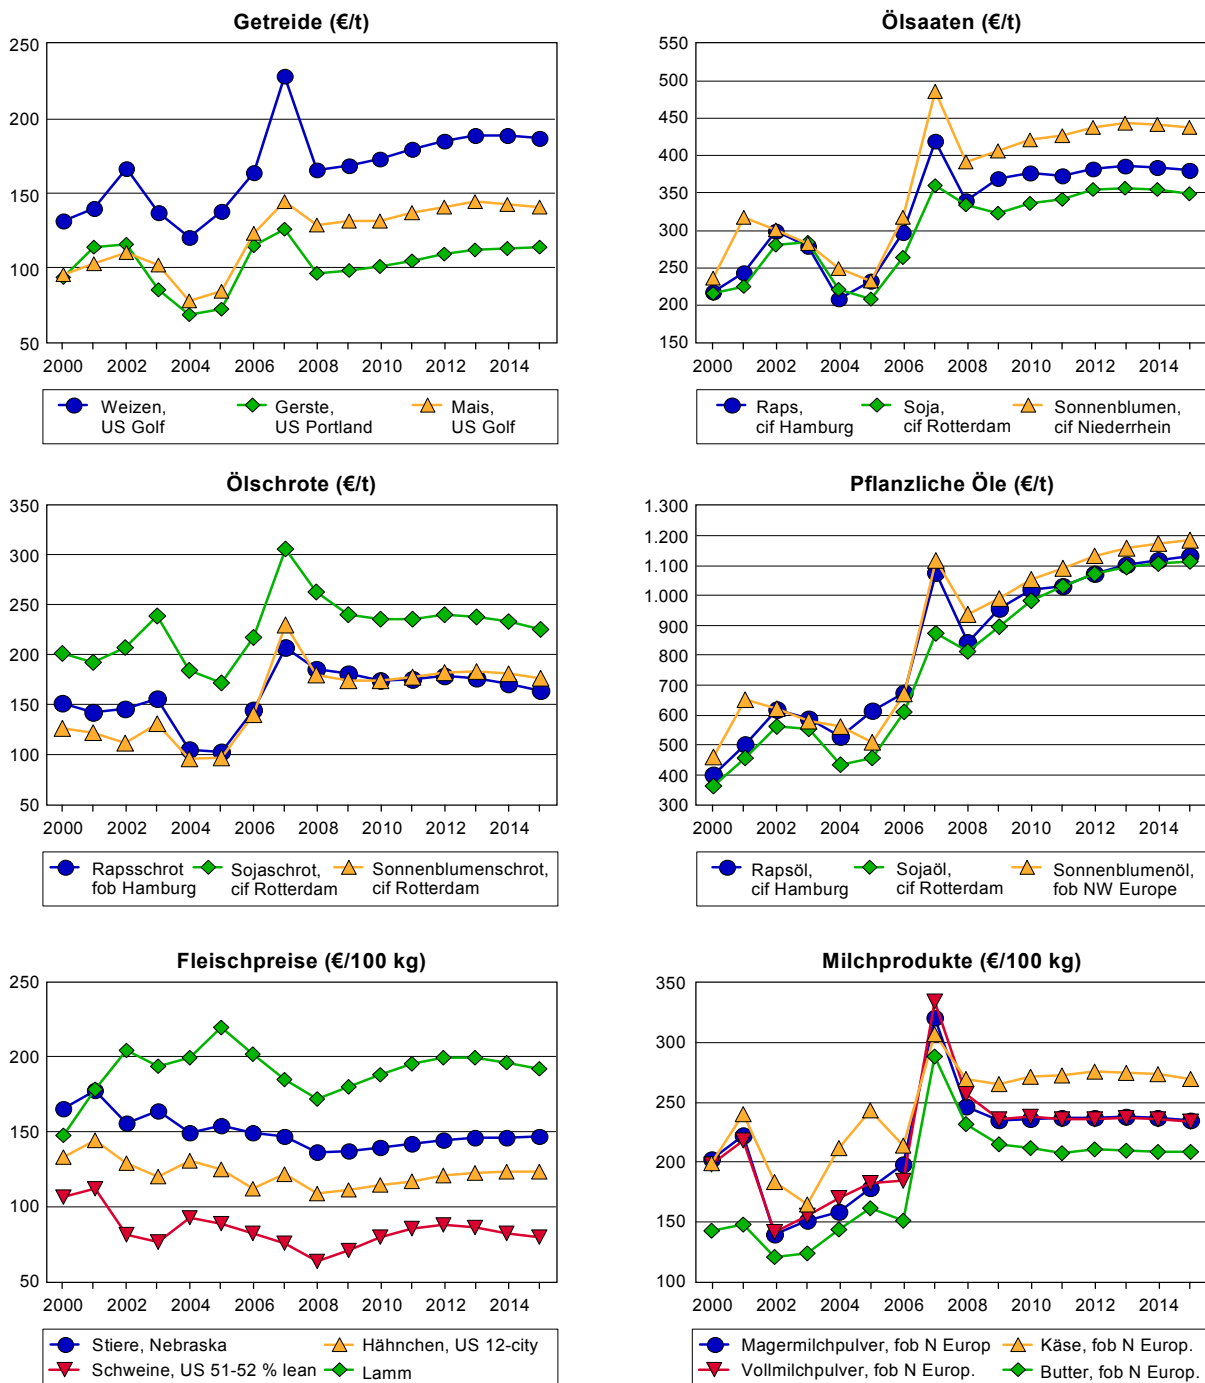 Getreide (€/t)
250
200
150
100
50
2000 2002 2004 2006 2008 2010 2012 2014
Weizen,
US Golf
Gerste,
US Portland
Mais,
US Golf
Ölsaaten (€/t)
550
500
450
400
350
300
250
200
150
2000 2002 2004 2006 2008 2010 2012 2014
Raps,
cif Hamburg
Soja,
cif Rotterdam
Sonnenblumen,
cif Niederrhein
Ölschrote (€/t)
350
300
250
200
150
100
50
2000 2002 2004 2006 2008 2010 2012 2014
Rapsschrot
fob Hamburg
Sojaschrot,
cif Rotterdam
Sonnenblumenschrot,
cif Rotterdam
Pflanzliche Öle (€/t)
1.300
1.200
1.100
1.000
900
800
700
600
500
400
300
2000 2002 2004 2006 2008 2010 2012 2014
Rapsöl,
cif Hamburg
Sojaöl,
cif Rotterdam
Sonnenblumenöl,
fob NW Europe
Fleischpreise (€/100 kg)
250
200
150
100
50
2000 2002 2004 2006 2008 2010 2012 2014
Stiere, Nebraska
Hähnchen, US 12-city
Schweine, US 51-52 % lean
Lamm
Milchprodukte (€/100 kg)
350
300
250
200
150
100
2000 2002 2004 2006 2008 2010 2012 2014
Magermilchpulver, fob N Europ
Käse, fob N Europ.
Vollmilchpulver, fob N Europ.
Butter, fob N Europ.